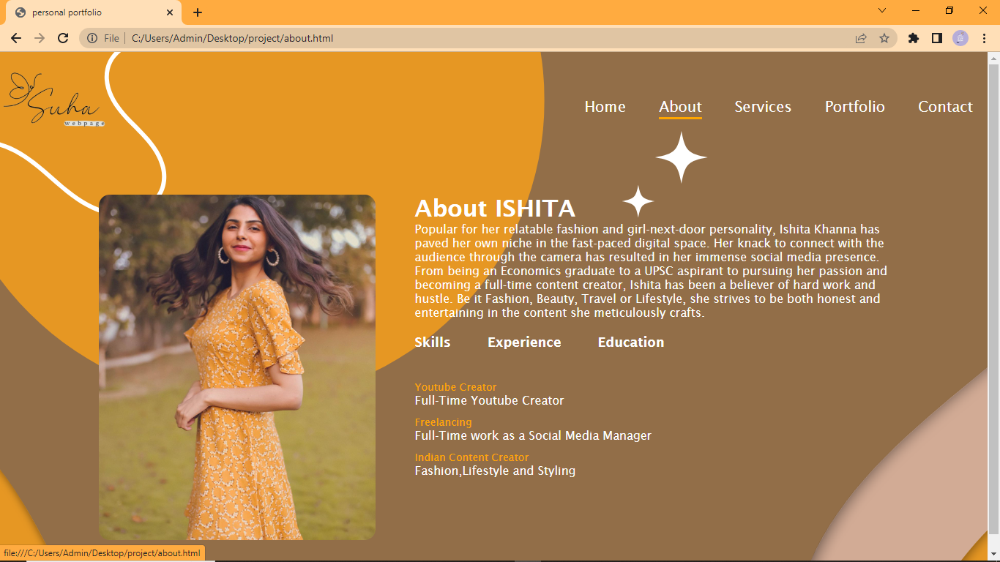 personal portfolio
File
C:/Users/Admin/Desktop/project/about.html
Suha
webpage
Home About Services Portfolio Contact
About ISHITA
Popular for her relatable fashion and girl-next-door personality, Ishita Khanna has
paved her own niche in the fast-paced digital space. Her knack to connect with the
audience through the camera has resulted in her immense social media presence.
From being an Economics graduate to a UPSC aspirant to pursuing her passion and
becoming a full-time content creator, Ishita has been a believer of hard work and
hustle. Be it Fashion, Beauty, Travel or Lifestyle, she strives to be both honest and
entertaining in the content she meticulously crafts.
Skills Experience Education
Youtube Creator
Full-Time Youtube Creator
Freelancing
Full-Time work as a Social Media Manager
Indian Content Creator
Fashion,Lifestyle and Styling
file:///C:/Users/Admin/Desktop/project/about.html